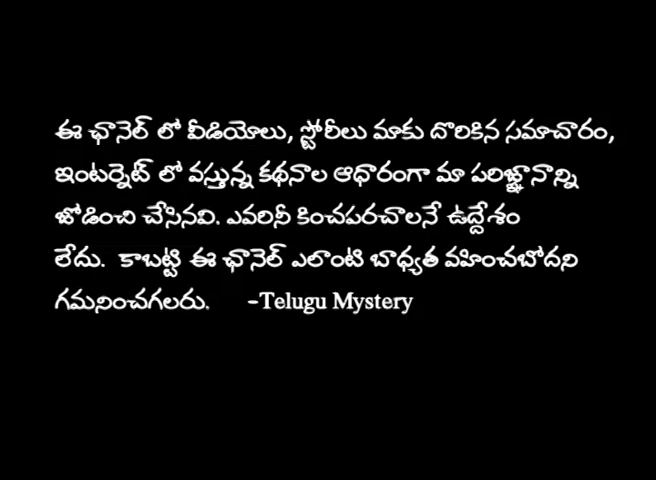 ఈ ఛానెల్ లో వీడియోలు, స్టోరీలు మాకు దొరికిన సమాచారం,
ఇంటర్నెట్ లో వస్తున్న కథనాల ఆధారంగా మా పరిజ్ఞానాన్ని
జోడించి చేసినవి. ఎవరినీ కించపరచాలనే ఉద్దేశం
లేదు. కాబట్టి ఈ ఛానెల్ ఎలాంటి బాధ్యత వహించబోదని
గమనించగలరు. -Telugu Mystery